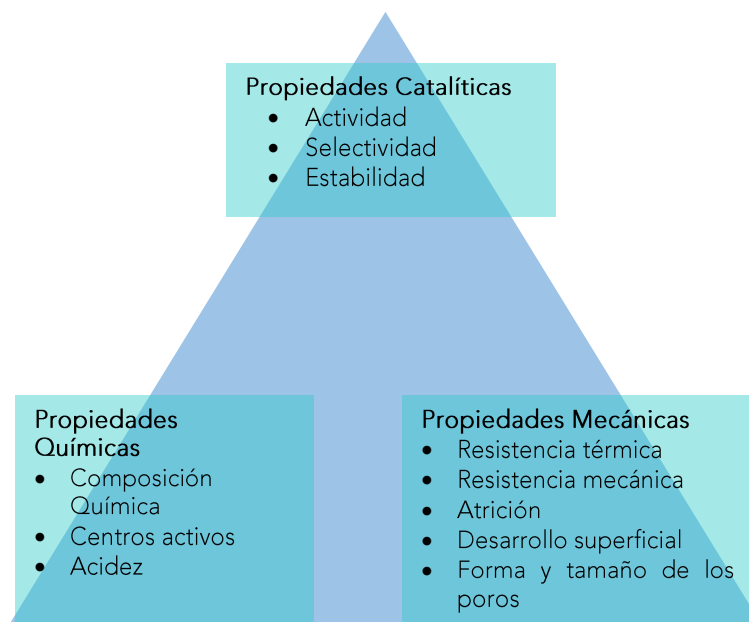 Propiedades Catalíticas
• Actividad
• Selectividad
• Estabilidad
Propiedades
Químicas
• Composición
Química
• Centros activos
• Acidez
Propiedades Mecánicas
• Resistencia térmica
• Resistencia mecánica
• Atrición
• Desarrollo superficial
• Forma y tamaño de los
poros